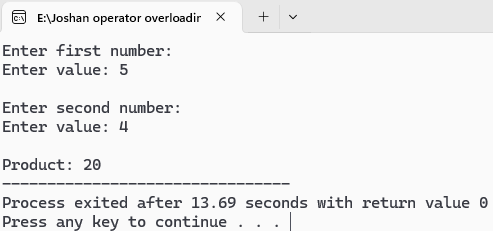 E:\Joshan operator overloadir
Enter first number:
Enter value: 5
Enter second number:
Enter value: 4
Product: 20
--------------------------------
Process exited after 13.69 seconds with return value 0
Press any key to continue . . .